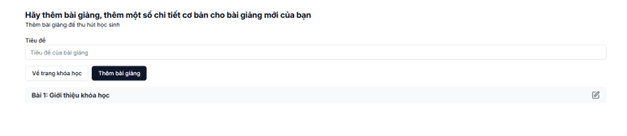 Hãy thêm bài giảng, thêm một số chi tiết cơ bản cho bài giảng mới của bạn
Thêm bài giảng để thu hút học sinh
Tiêu đề
Tiêu đề của bài giảng
Về trang khóa học
Thêm bài giảng
Bài 1: Giới thiệu khóa học